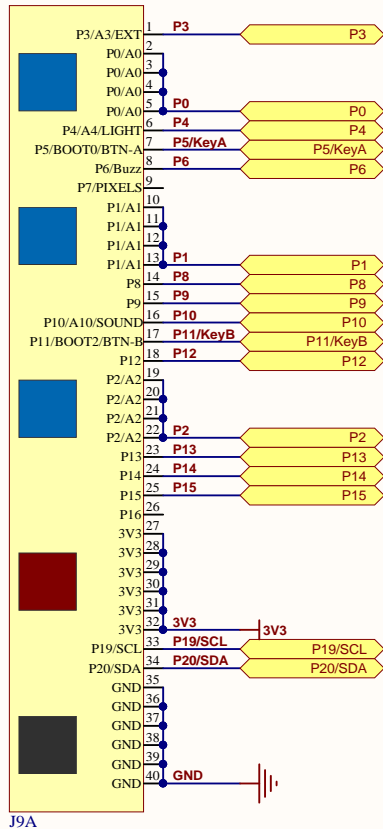 P3/A3/EXT 1 P3 P3
P0/A0 2
P0/A0 3
P0/A0 4
P0/A0 5 P0 P0
P4/A4/LIGHT 6 P4 P4
P5/BOOT0/BTN-A 7 P5/KeyA P5/KeyA
P6/Buzz 8 P6 P6
P7/PIXELS 9
P1/A1 10
P1/A1 11
P1/A1 12
P1/A1 13 P1 P1
P8 14 P8 P8
P9 15 P9 P9
P10/A10/SOUND 16 P10 P10
P11/BOOT2/BTN-B 17 P11/KeyB P11/KeyB
P12 18 P12 P12
P2/A2 19
P2/A2 20
P2/A2 21
P2/A2 22 P2 P2
P13 23 P13 P13
P14 24 P14 P14
P15 25 P15 P15
P16 26
3V3 27
3V3 28
3V3 29
3V3 30
3V3 31
3V3 32 3V3 3V3
P19/SCL 33 P19/SCL P19/SCL
P20/SDA 34 P20/SDA P20/SDA
GND 35
GND 36
GND 37
GND 38
GND 39
GND 40 GND
J9A